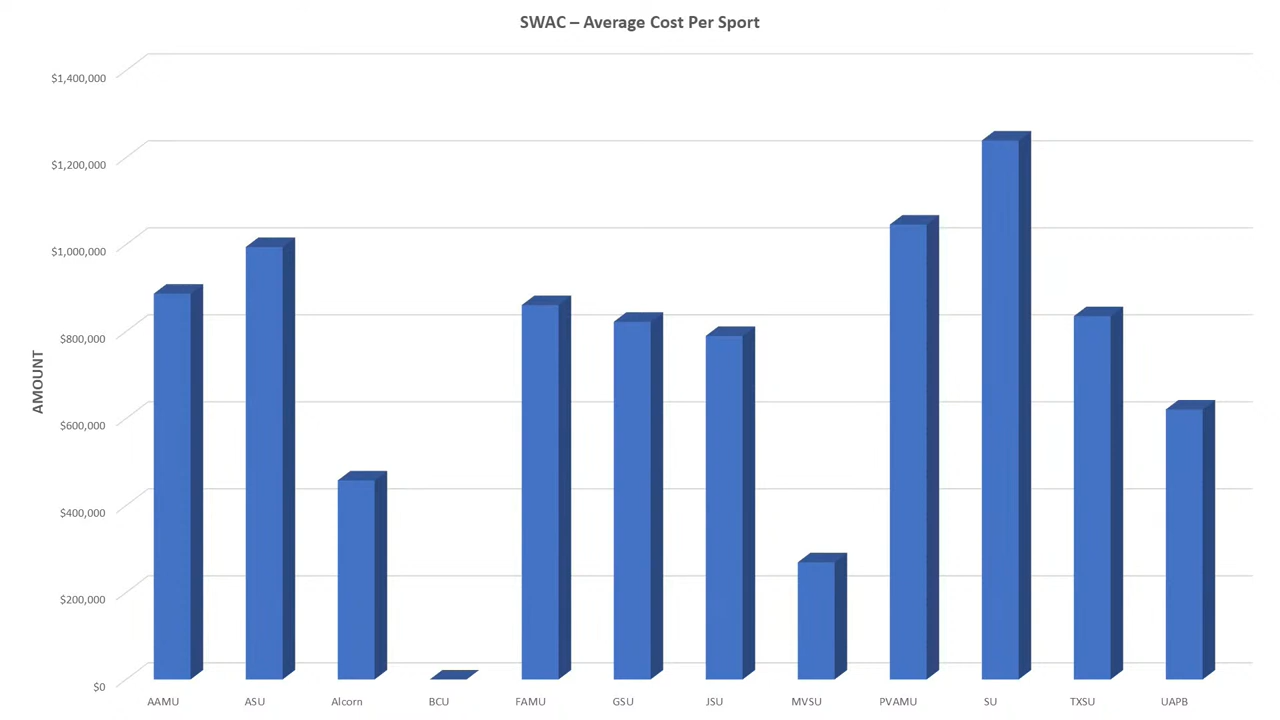 SWAC – Average Cost Per Sport
$1,400,000
$1,200,000
$1,000,000
$800,000
$600,000
$400,000
$200,000
$0
AMOUNT
AAMU ASU Alcorn BCU FAMU GSU JSU MVSU PVAMU SU TXSU UAPB